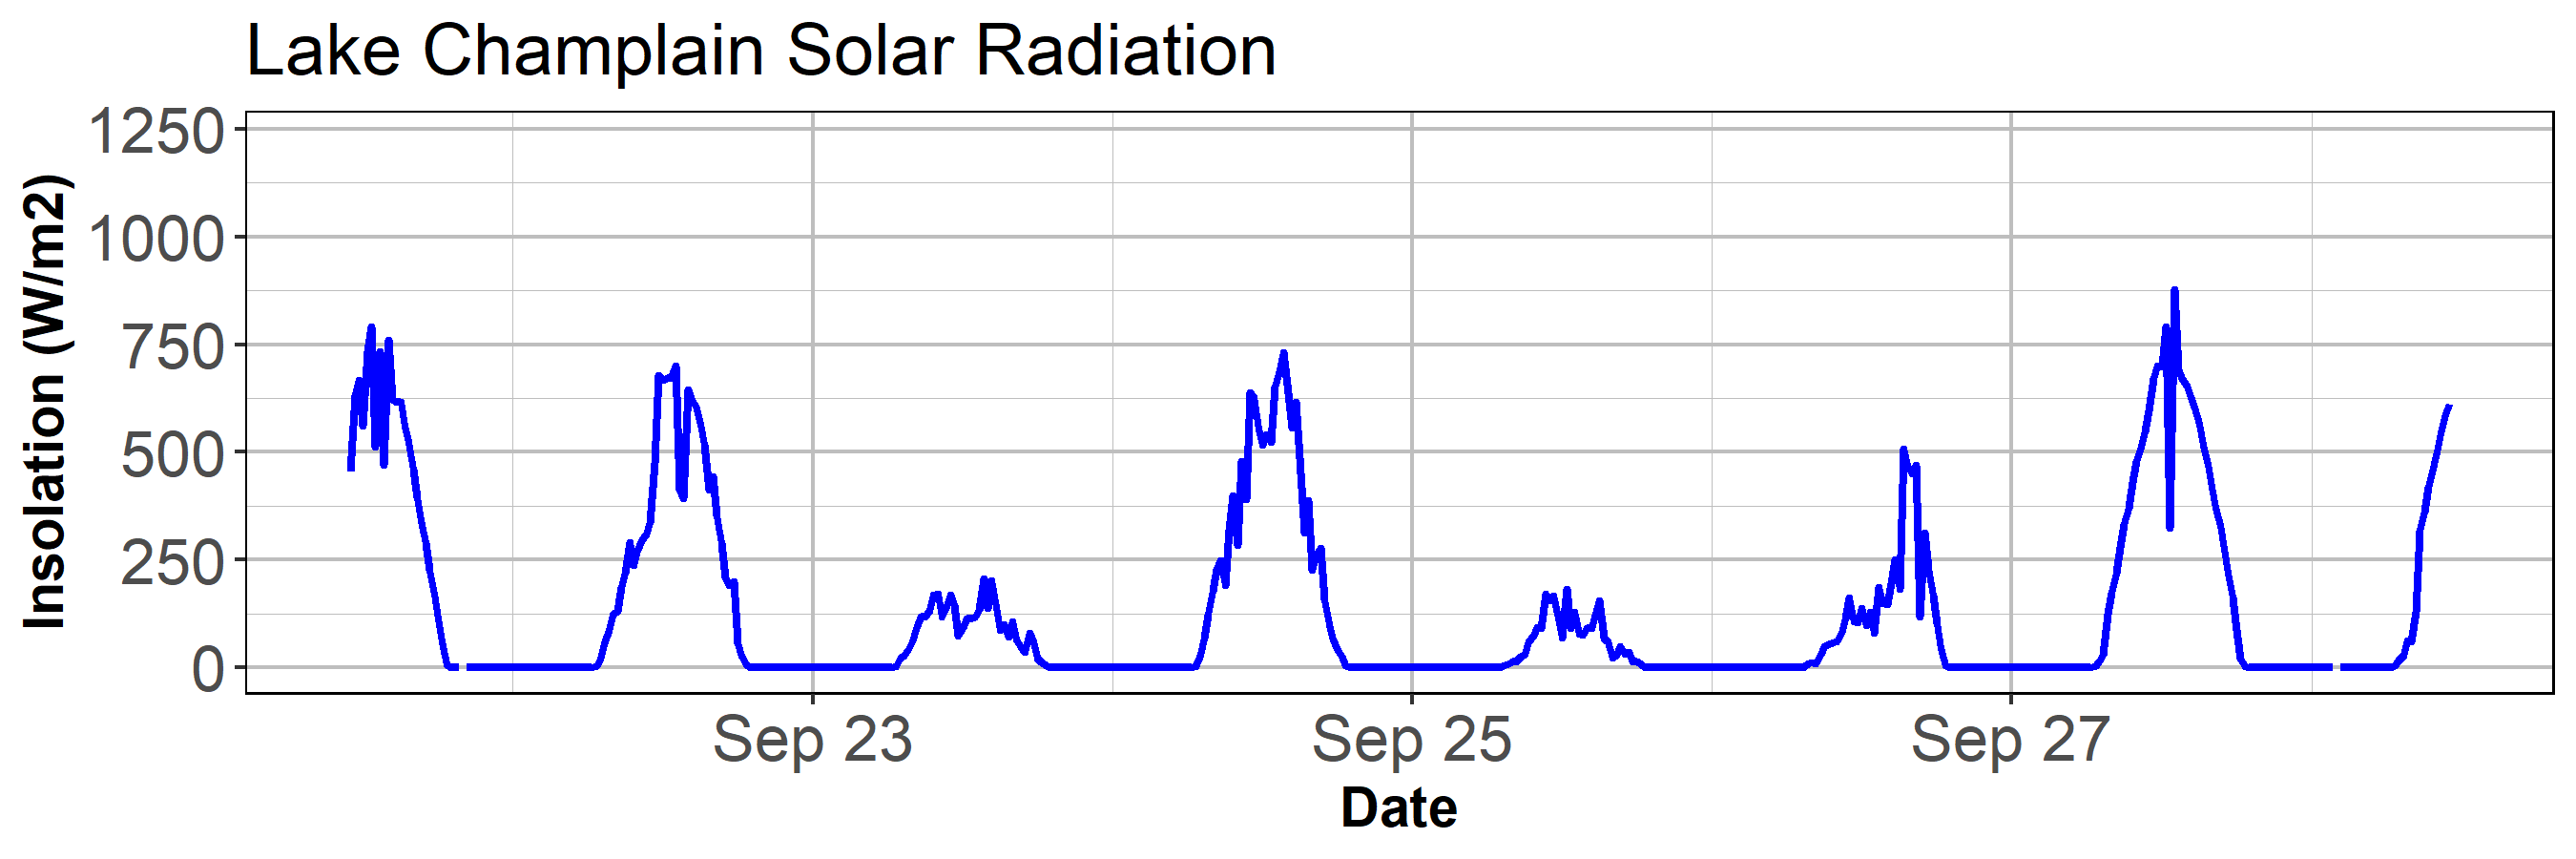 Lake Champlain Solar Radiation
Insolation (W/m2)
1250
1000
750
500
250
0
Sep 23 Sep 25 Sep 27
Date